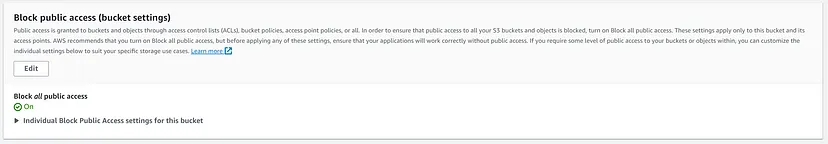 Block public access (bucket settings)
Public access is granted to buckets and objects through access control lists (ACLs), bucket policies, access point policies, or all. In order to ensure that public access to all your S3 buckets and objects is blocked, turn on Block all public access. These settings apply only to this bucket and its
access points. AWS recommends that you turn on Block all public access, but before applying any of these settings, ensure that your applications will work correctly without public access. If you require some level of public access to your buckets or objects within, you can customize the
individual settings below to suit your specific storage use cases. Learn more
Edit
Block all public access
On
Individual Block Public Access settings for this bucket